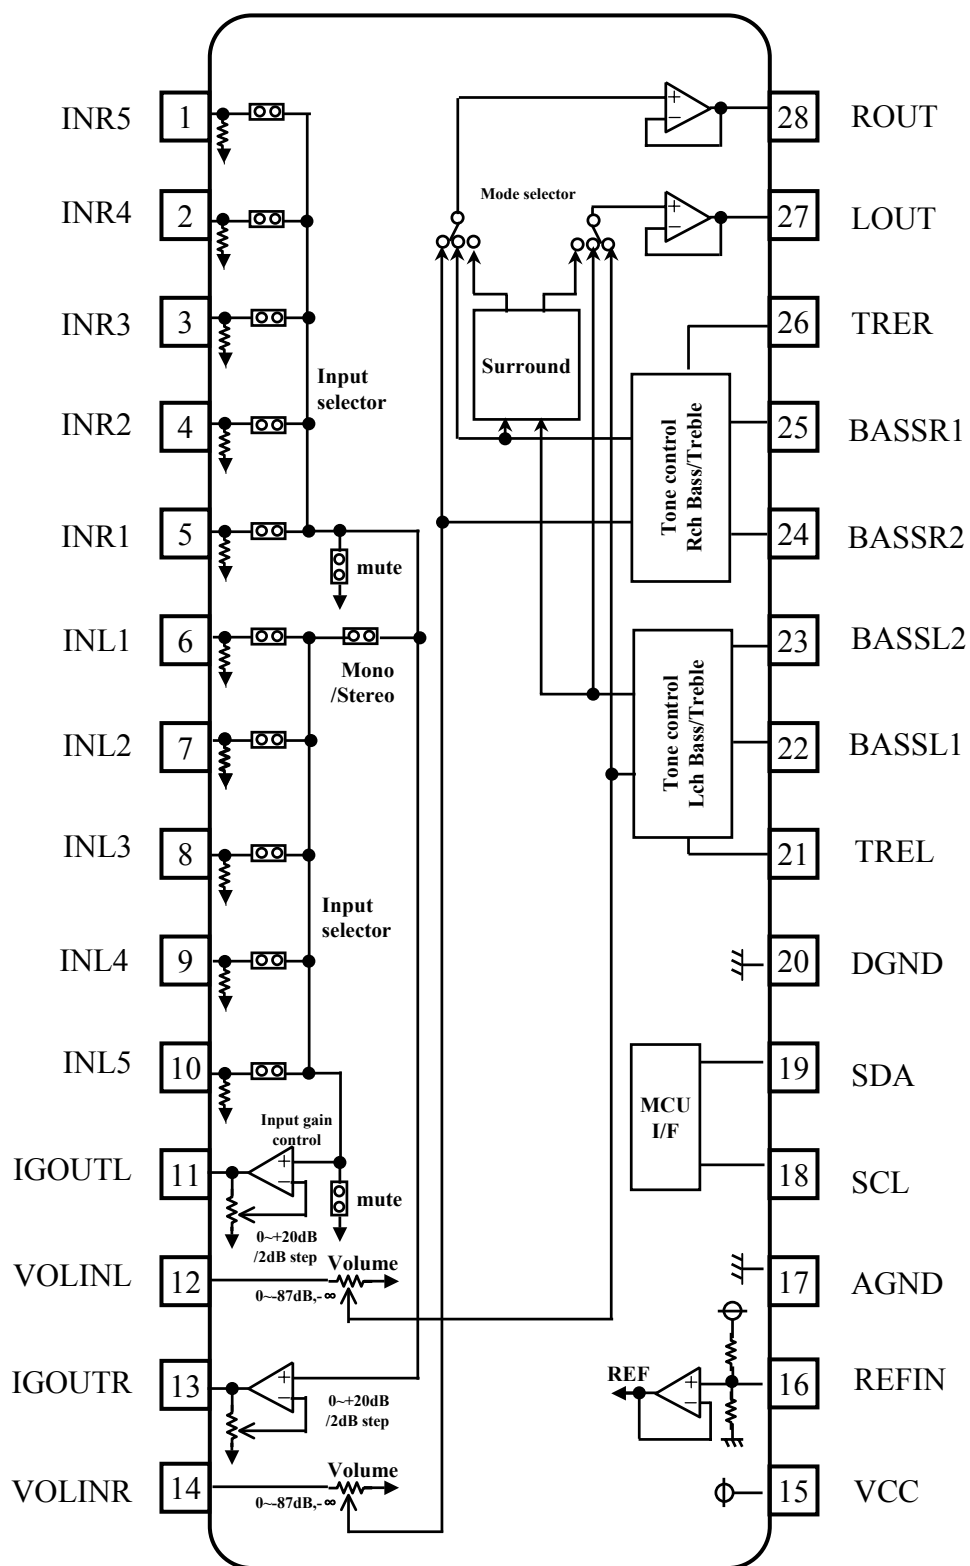 INR5 1
INR4 2
INR3 3
INR2 4
INR1 5
INL1 6
INL2 7
INL3 8
INL4 9
INL5 10
IGOUTL 11
VOLINL 12
IGOUTR 13
VOLINR 14
Input
selector
mute
Mono
/Stereo
Input
selector
Input gain
control
+
−
mute
0~+20dB
/2dB step
Volume
0~-87dB,-∞
+
−
0~+20dB
/2dB step
Volume
0~-87dB,-∞
Mode selector
+
−
+
−
Surround
Tone control
Rch Bass/Treble
Tone control
Lch Bass/Treble
MCU
I/F
REF
+
−
28 ROUT
27 LOUT
26 TRER
25 BASSR1
24 BASSR2
23 BASSL2
22 BASSL1
21 TREL
20 DGND
19 SDA
18 SCL
17 AGND
16 REFIN
15 VCC